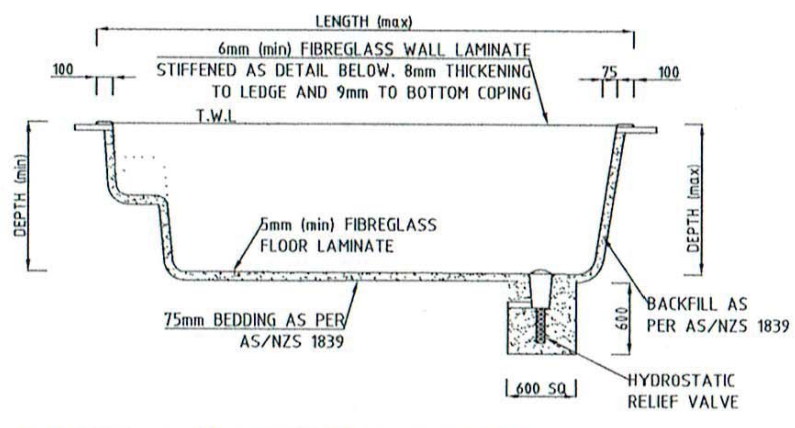 LENGTH (max)
6mm (min) FIBREGLASS WALL LAMINATE
STIFFENED AS DETAIL BELOW. 8mm THICKENING
TO LEDGE AND 9mm TO BOTTOM COPING
100
75
100
T.W.L
DEPTH (min)
DEPTH (max)
5mm (min) FIBREGLASS
FLOOR LAMINATE
75mm BEDDING AS PER
AS/NZS 1839
BACKFILL AS
PER AS/NZS 1839
600
600 SQ
HYDROSTATIC
RELIEF VALVE